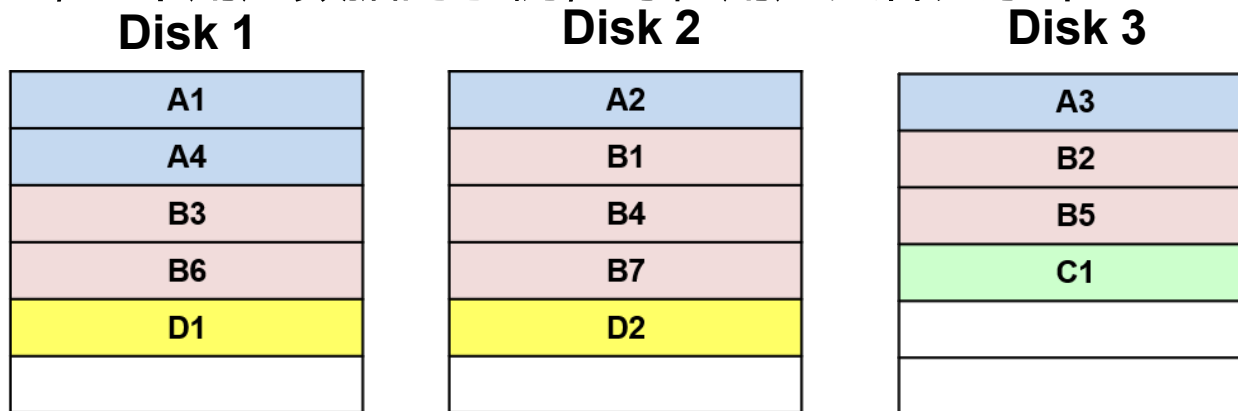 Disk 1 Disk 2 Disk 3
A1 A2 A3
A4 B1 B2
B3 B4 B5
B6 B7 C1
D1 D2